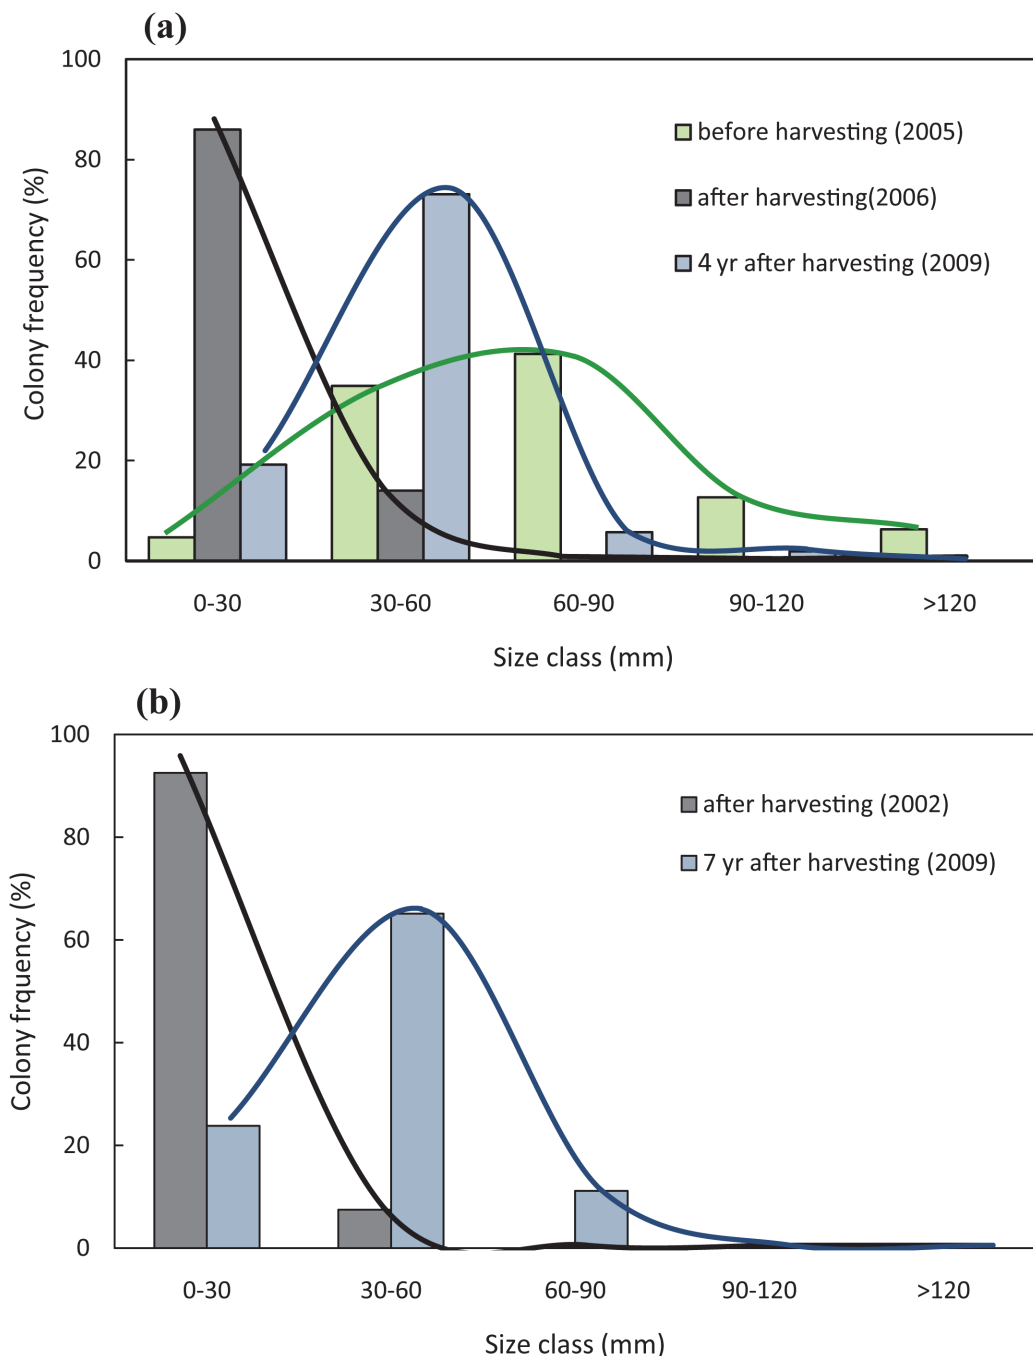 (a)
100
80
60
40
20
0
Colony frequency (%)
before harvesting (2005)
after harvesting(2006)
4 yr after harvesting (2009)
0-30 30-60 60-90 90-120 >120
Size class (mm)
(b)
100
80
60
40
20
0
Colony frquency (%)
after harvesting (2002)
7 yr after harvesting (2009)
0-30 30-60 60-90 90-120 >120
Size class (mm)